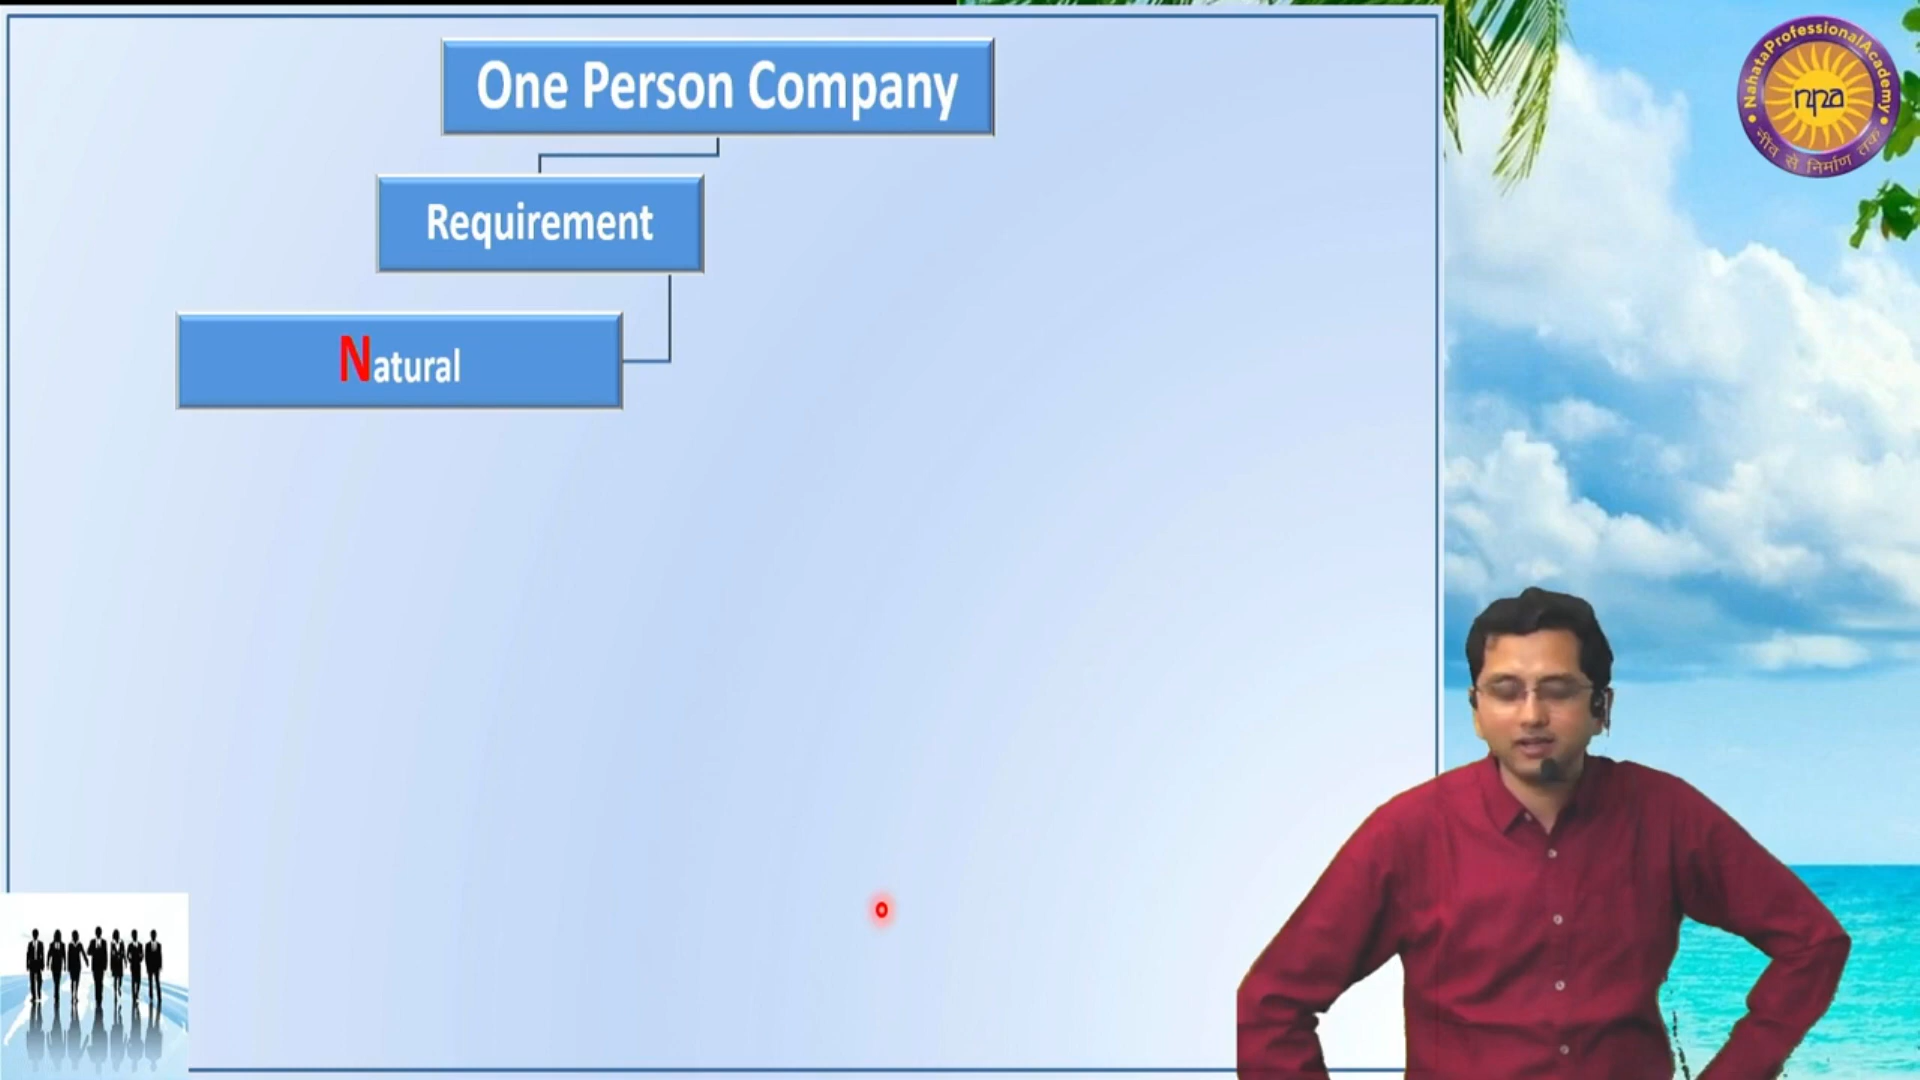 One Person Company
Requirement
Natural
NahataProfessionalAcademy
npa
नींव से निर्माण तक